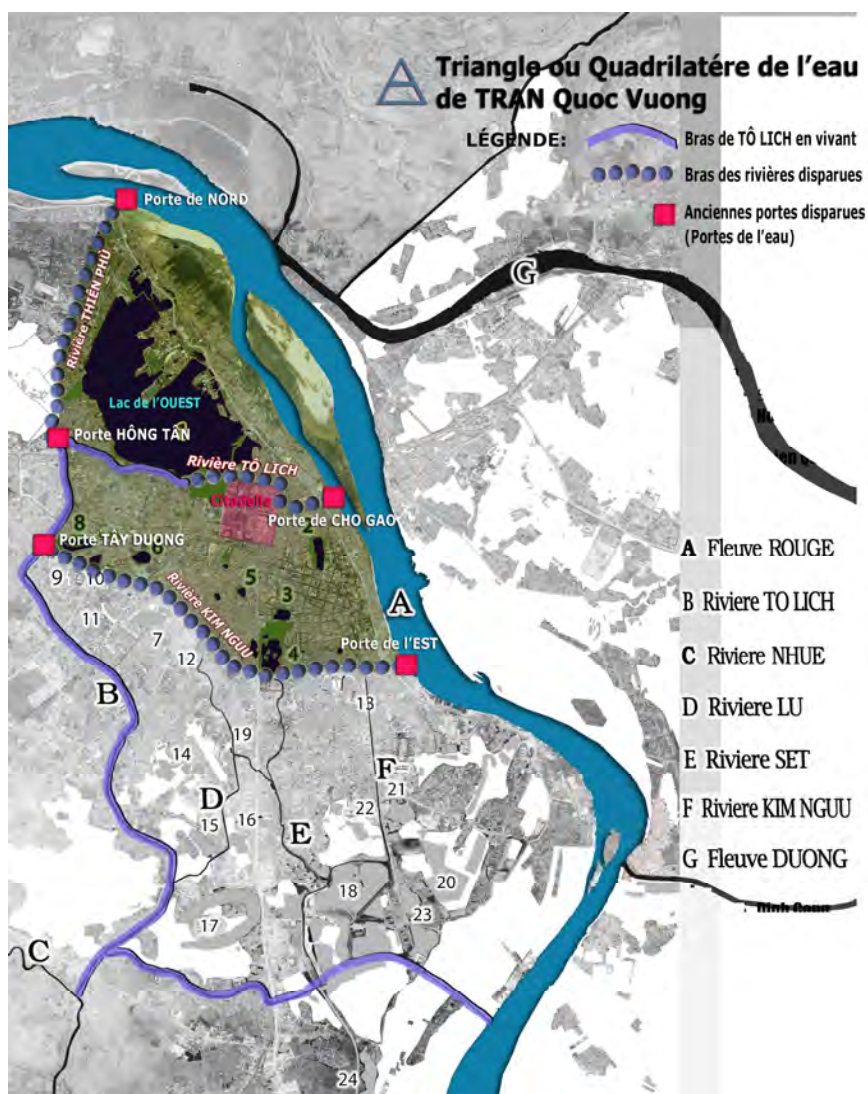 Triangle ou Quadrilatére de l'eau
de TRAN Quoc Vuong
LÉGENDE:
Bras de TÔ LICH en vivant
Bras des rivières disparues
Anciennes portes disparues
(Portes de l'eau)
Porte de NORD
G
Rivière THIÊN PHÙ
Lac de l'OUEST
Porte HÔNG TÂN
Rivière TÔ LICH
Citadelle
Porte de CHO GAO
8
2
Porte TÂY DUONG
6
9
10
5
A
11
3
Rivière KIM NGUU
7
4
Porte de l'EST
12
B
13
19
14
F
D
21
15
16
22
E
18
20
17
23
C
24
A Fleuve ROUGE
B Riviere TO LICH
C Riviere NHUE
D Riviere LU
E Riviere SET
F Riviere KIM NGUU
G Fleuve DUONG